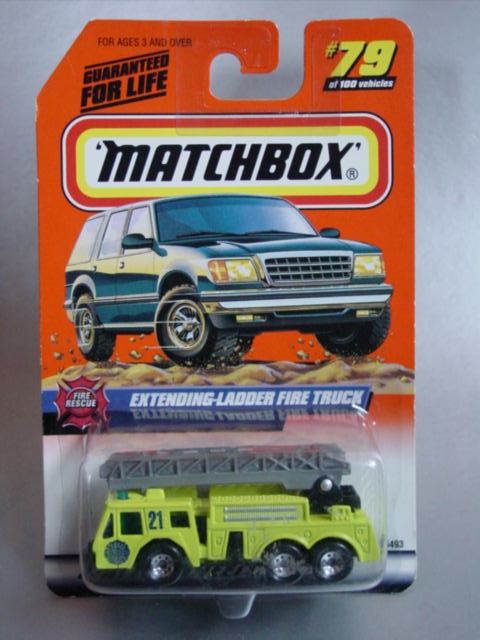 FOR AGES 3 AND OVER
GUARANTEED
FOR LIFE
#79
of 100 vehicles
'MATCHBOX'®
FIRE
RESCUE
EXTENDING-LADDER FIRE TRUCK
21